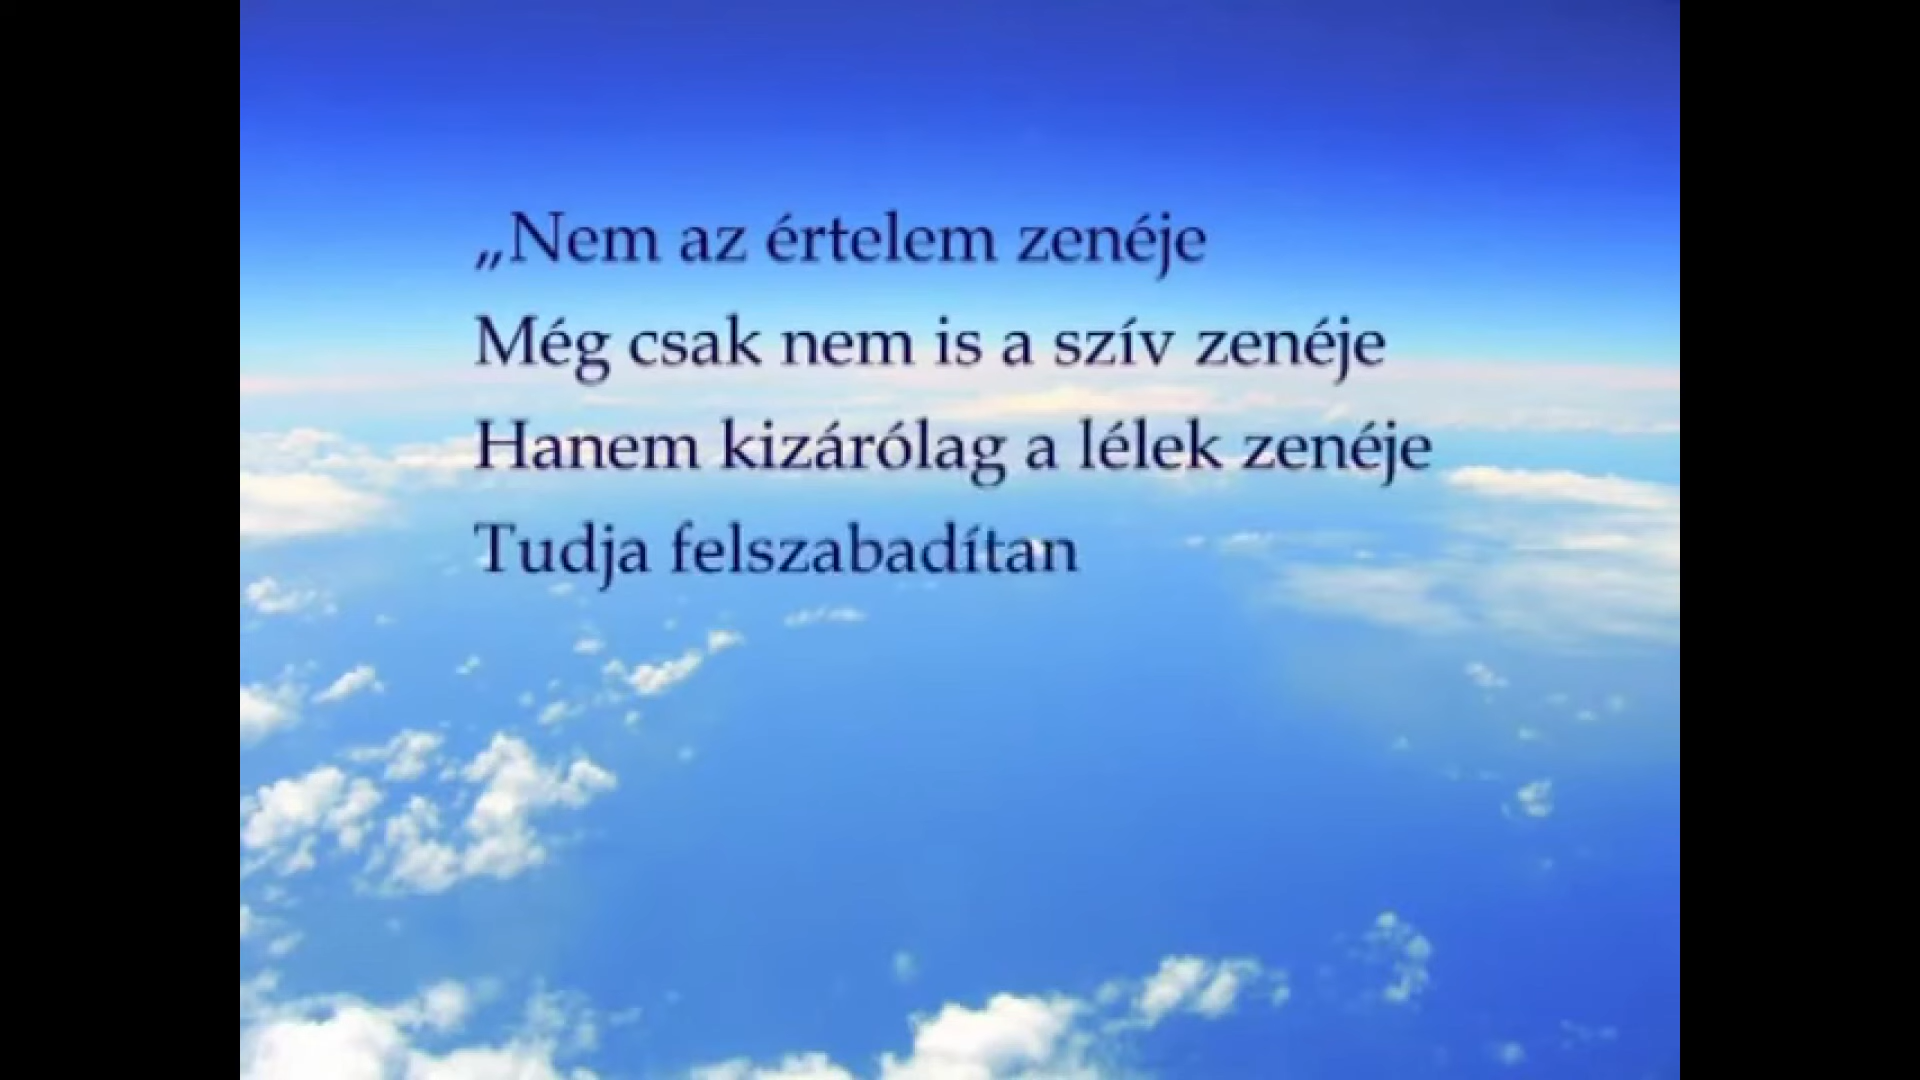 „Nem az értelem zenéje
Még csak nem is a szív zenéje
Hanem kizárólag a lélek zenéje
Tudja felszabadítan